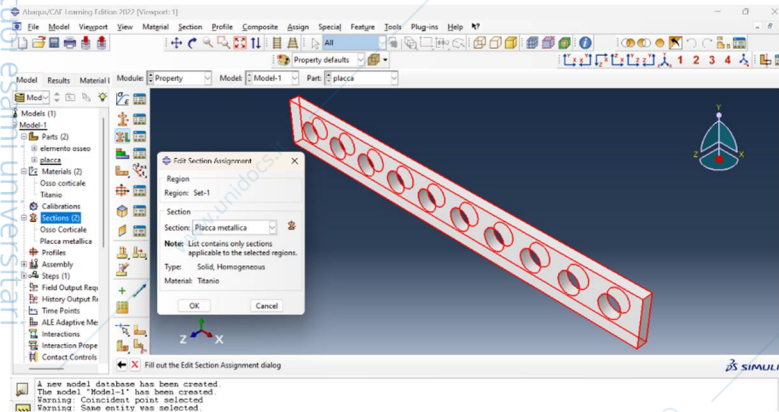 Abaqus/CAE Learning Edition 2022 [Viewport: 1]
File Model Viewport View Material Section Profile Composite Assign Special Feature Tools Plug-ins Help
All
Property defaults
1 2 3 4
Model Results Material
Module: Property Model: Model-1 Part: placca
Models (1)
Model-1
Parts (2)
elemento osseo
placca
Materials (2)
Osso corticale
Titanio
Calibrations
Sections (2)
Osso Corticale
Placca metallica
Profiles
Assembly
Steps (1)
Field Output Requ
History Output Re
Time Points
ALE Adaptive Me
Interactions
Interaction Prope
Contact Controls
Edit Section Assignment
Region
Region: Set-1
Section
Section: Placca metallica
Note: List contains only sections
applicable to the selected regions.
Type: Solid, Homogeneous
Material: Titanio
OK Cancel
Y
Z X
Z X
Fill out the Edit Section Assignment dialog
SIMULI
A new model database has been created.
The model "Model-1" has been created.
Warning: Coincident point selected
Warning: Same entity was selected.
esami universitari